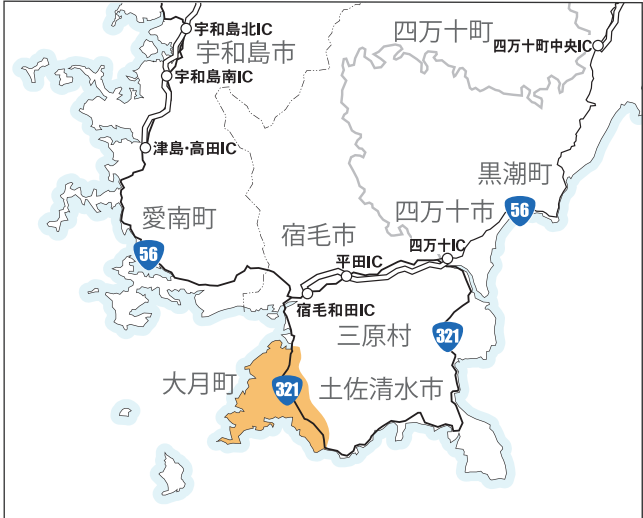 宇和島北IC
四万十町
宇和島市
四万十町中央IC
宇和島南IC
津島・高田IC
黒潮町
愛南町
四万十市
56
宿毛市
56
四万十IC
平田IC
宿毛和田IC
三原村
321
大月町
321
土佐清水市